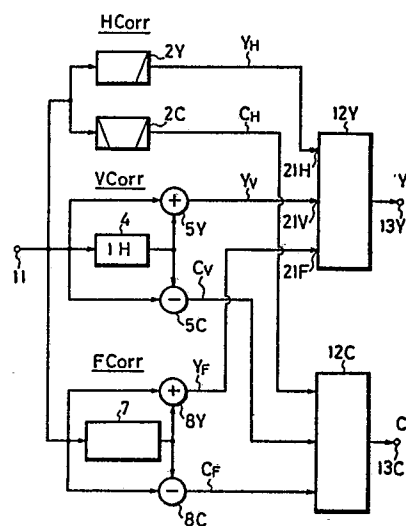 HCorr
2Y
YH
2C
CH
12Y
21H
VCorr
4
1H
5Y
YV
21V
Y
13Y
11
5C
CV
21F
FCorr
7
8Y
YF
12C
C
13C
8C
CF